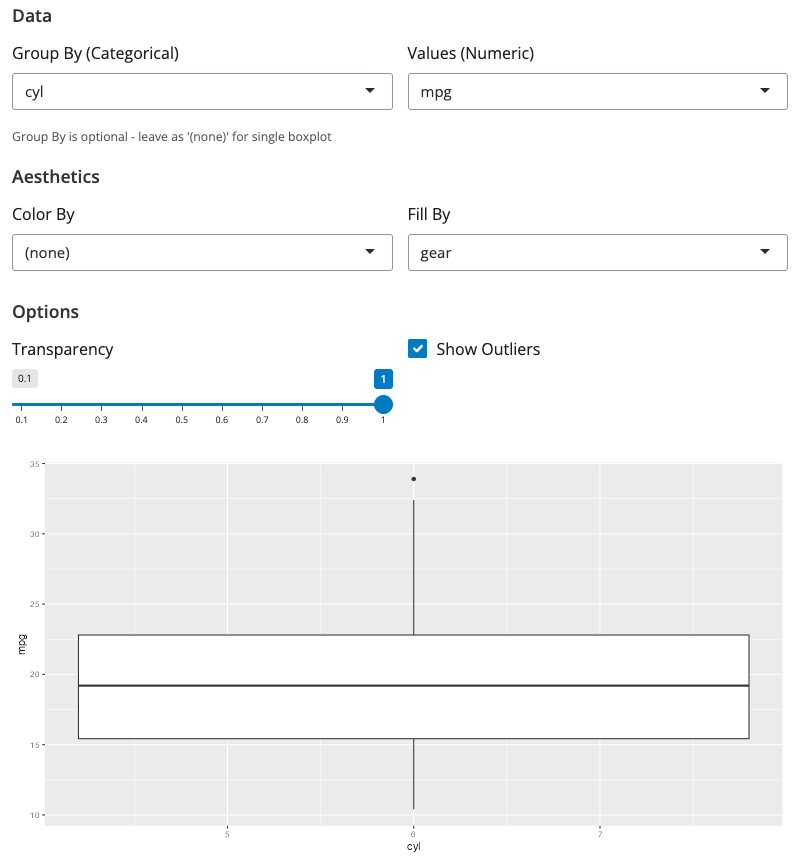 Data
Group By (Categorical) Values (Numeric)
cyl mpg
Group By is optional - leave as '(none)' for single boxplot
Aesthetics
Color By Fill By
(none) gear
Options
Transparency Show Outliers
0.1 1
0.1 0.2 0.3 0.4 0.5 0.6 0.7 0.8 0.9 1
35
30
25
mpg
20
15
10
5 6 7
cyl